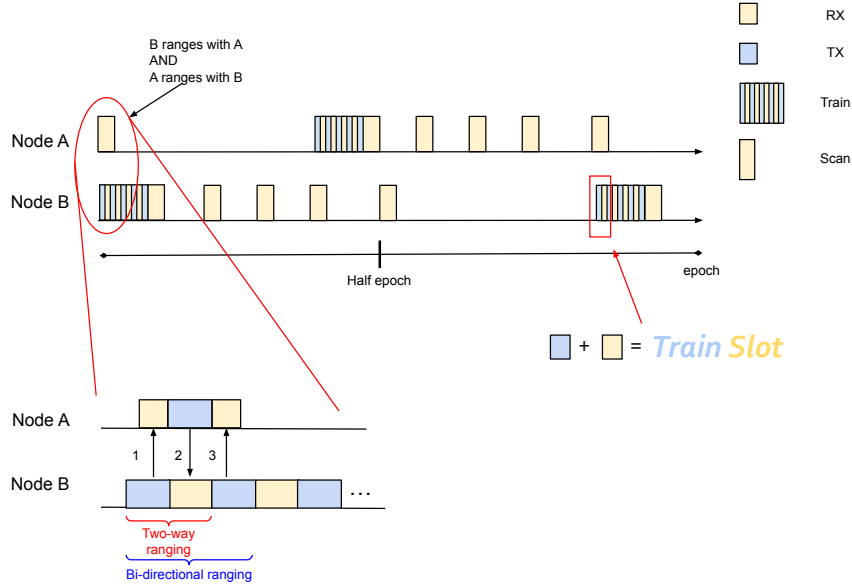 B ranges with A
AND
A ranges with B
RX
TX
Train
Scan
Node A
Node B
Half epoch
epoch
+ = Train Slot
Node A
1 2 3
Node B
...
Two-way
ranging
Bi-directional ranging